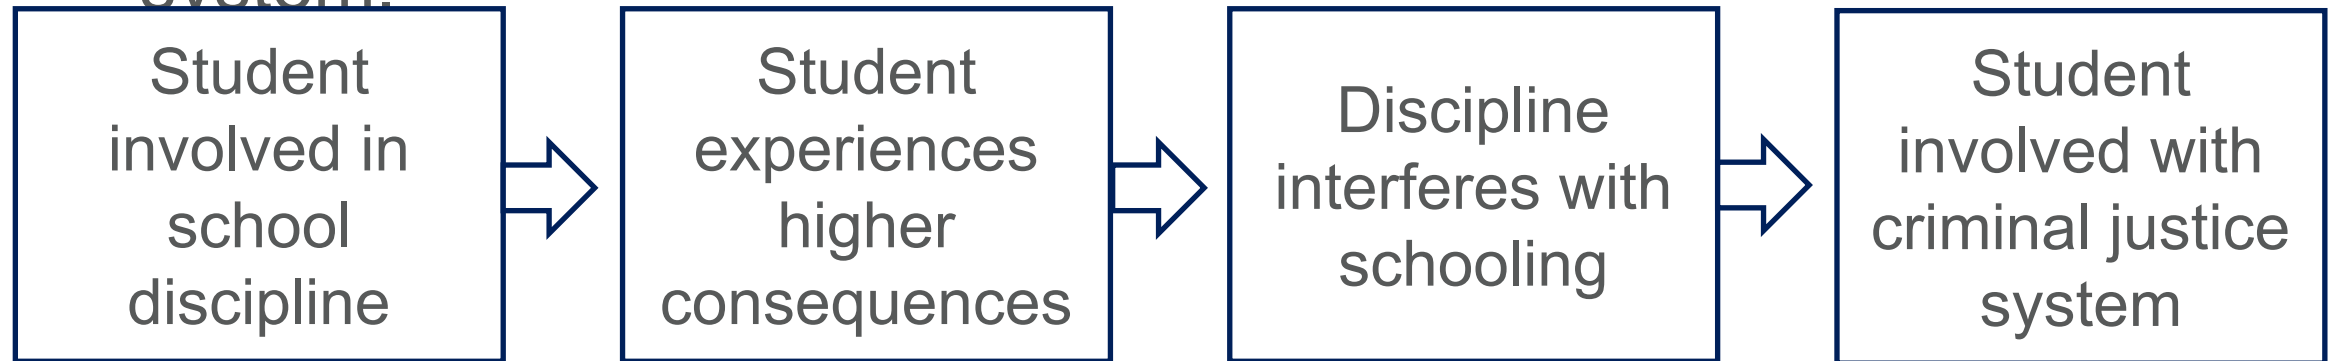 system.
Student
involved in
school
discipline
Student
experiences
higher
consequences
Discipline
interferes with
schooling
Student
involved with
criminal justice
system